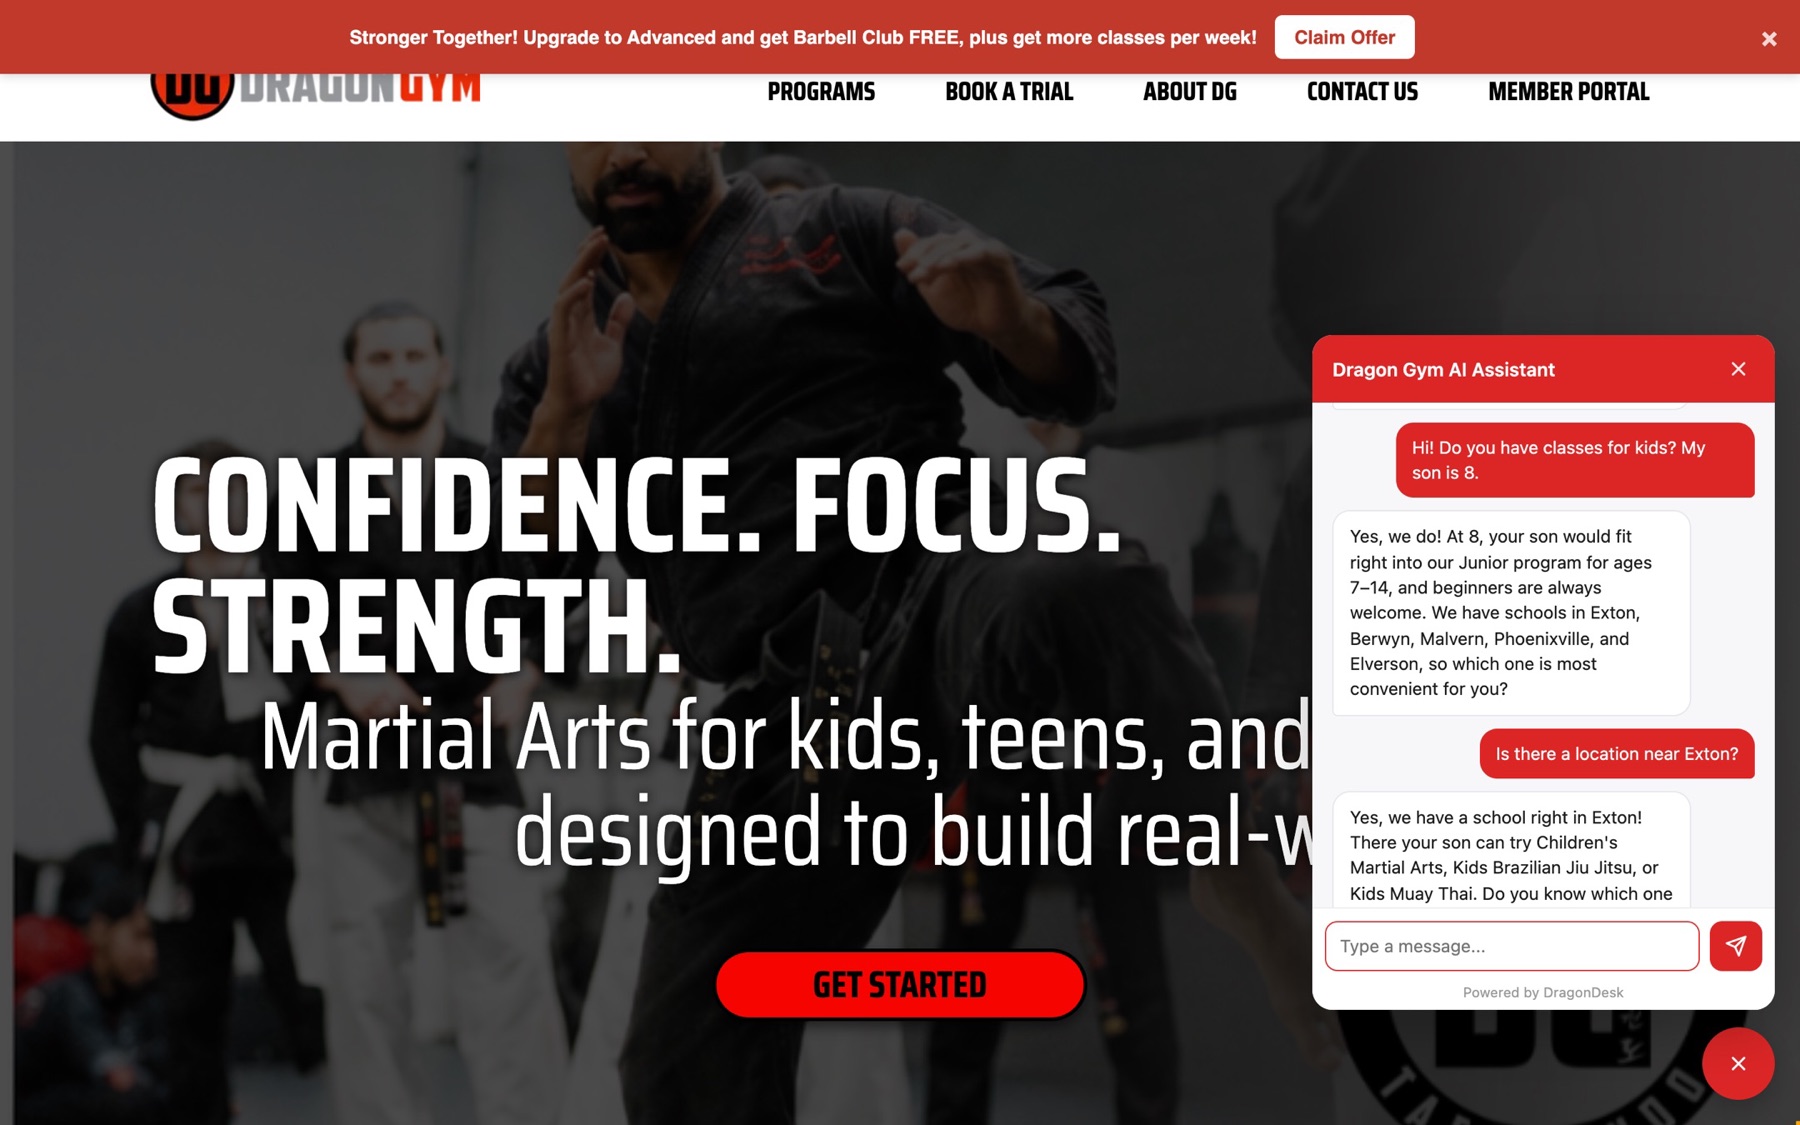 Stronger Together! Upgrade to Advanced and get Barbell Club FREE, plus get more classes per week!
Claim Offer
×
DG DRAGONGYM
PROGRAMS
BOOK A TRIAL
ABOUT DG
CONTACT US
MEMBER PORTAL
CONFIDENCE. FOCUS.
STRENGTH.
Martial Arts for kids, teens, and
designed to build real-w
GET STARTED
Dragon Gym AI Assistant
Hi! Do you have classes for kids? My
son is 8.
Yes, we do! At 8, your son would fit
right into our Junior program for ages
7–14, and beginners are always
welcome. We have schools in Exton,
Berwyn, Malvern, Phoenixville, and
Elverson, so which one is most
convenient for you?
Is there a location near Exton?
Yes, we have a school right in Exton!
There your son can try Children's
Martial Arts, Kids Brazilian Jiu Jitsu, or
Kids Muay Thai. Do you know which one
Type a message...
Powered by DragonDesk